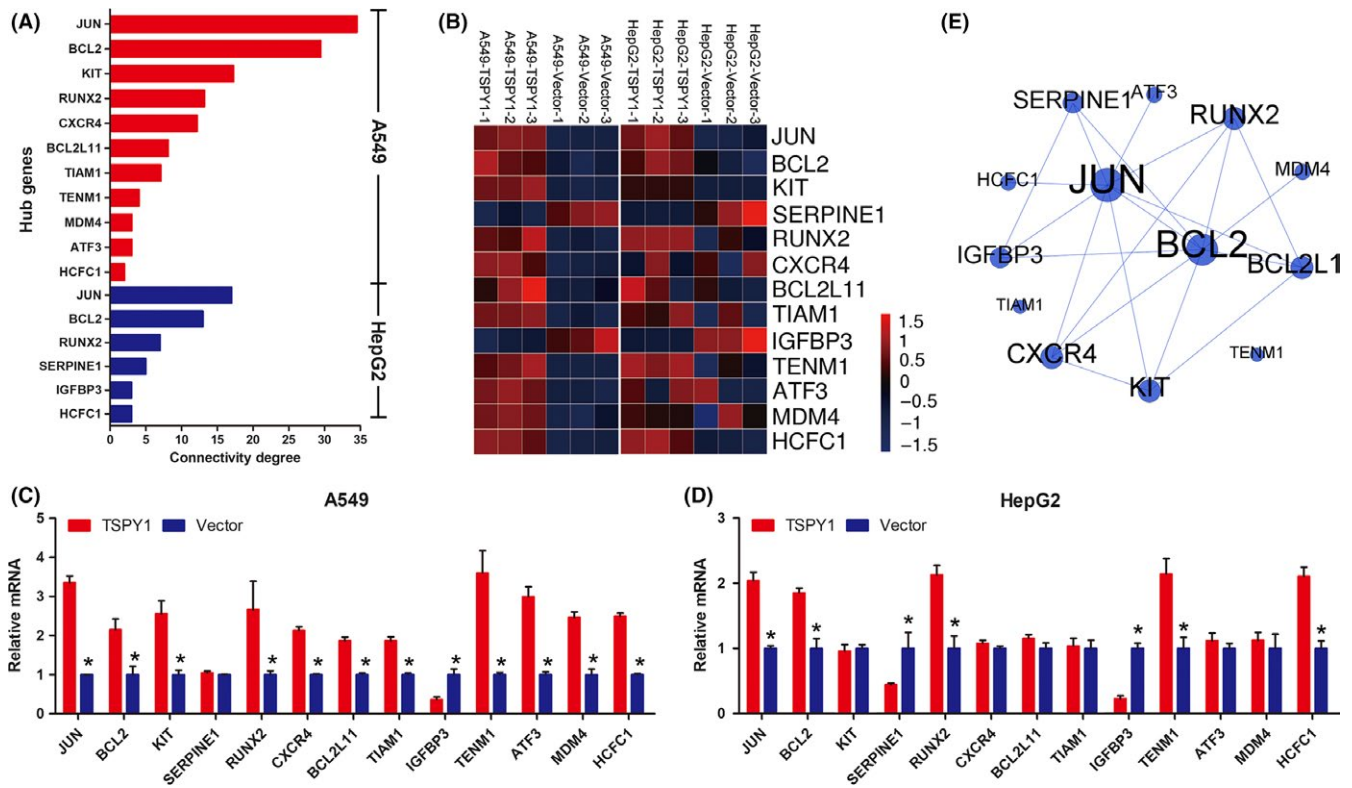 (A)
Hub genes
JUN
BCL2
KIT
RUNX2
CXCR4
BCL2L11
TIAM1
TENM1
MDM4
ATF3
HCFC1
JUN
BCL2
RUNX2
SERPINE1
IGFBP3
HCFC1
A549
HepG2
0 5 10 15 20 25 30 35
Connectivity degree
(B)
A549-TSPY1-1
A549-TSPY1-2
A549-TSPY1-3
A549-Vector-1
A549-Vector-2
A549-Vector-3
HepG2-TSPY1-1
HepG2-TSPY1-2
HepG2-TSPY1-3
HepG2-Vector-1
HepG2-Vector-2
HepG2-Vector-3
JUN
BCL2
KIT
SERPINE1
RUNX2
CXCR4
BCL2L11
TIAM1
IGFBP3
TENM1
ATF3
MDM4
HCFC1
1.5
1
0.5
0
−0.5
−1
−1.5
(E)
SERPINE1
ATF3
RUNX2
HCFC1
JUN
MDM4
IGFBP3
BCL2
BCL2L1
TIAM1
CXCR4
TENM1
KIT
(C)
A549
TSPY1 Vector
Relative mRNA
5
4
3
2
1
0
* * * * * * * * * * * *
JUN BCL2 KIT SERPINE1 RUNX2 CXCR4 BCL2L11 TIAM1 IGFBP3 TENM1 ATF3 MDM4 HCFC1
(D)
HepG2
TSPY1 Vector
Relative mRNA
3
2
1
0
* * * * * * *
JUN BCL2 KIT SERPINE1 RUNX2 CXCR4 BCL2L11 TIAM1 IGFBP3 TENM1 ATF3 MDM4 HCFC1